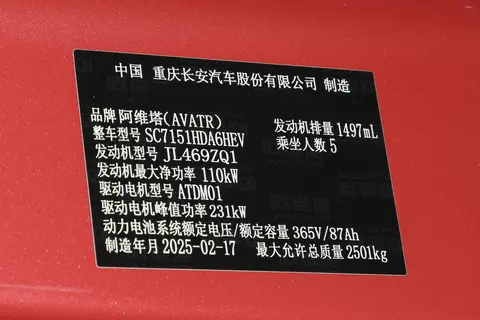 中国 重庆长安汽车股份有限公司 制造
品牌 阿维塔(AVATR)
整车型号 SC7151HDA6HEV
发动机排量 1497mL
发动机型号 JL469ZQ1
乘坐人数 5
发动机最大净功率 110kW
驱动电机型号 ATDM01
驱动电机峰值功率 231kW
动力电池系统额定电压/额定容量 365V/87Ah
制造年月 2025-02-17 最大允许总质量 2501kg